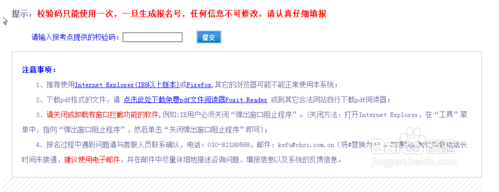 提示: 校验码只能使用一次，一旦生成报名号，任何信息不可修改，请认真仔细填报
请输入报考点提供的校验码:
提交
注意事项:
1、推荐使用Internet Explorer(IE6以上版本)或Firefox,其它的浏览器可能不能正常使用本系统;
2、下载pdf格式的文件，请 点击此处下载免费pdf文件阅读器Foxit Reader 或到其它合法网站自行下载pdf阅读器;
3、请关闭或卸载有窗口拦截功能的软件,例如:IE用户必须关闭“弹出窗口阻止程序”。(关闭方法: 打开Internet Explorer，在“工具”菜
单中，指向“弹出窗口阻止程序”，然后单击“关闭弹出窗口阻止程序”即可);
4、报名过程中遇到问题请与客服人员联系确认，电话: 010-82199588，邮件: kefu#chsi.com.cn (将#替换为
时间未接通，建议使用电子邮件，并在邮件中尽量详细地描述咨询问题、填报信息以及系统的反馈信息。
Baidu 经验
jingyan.baidu.com